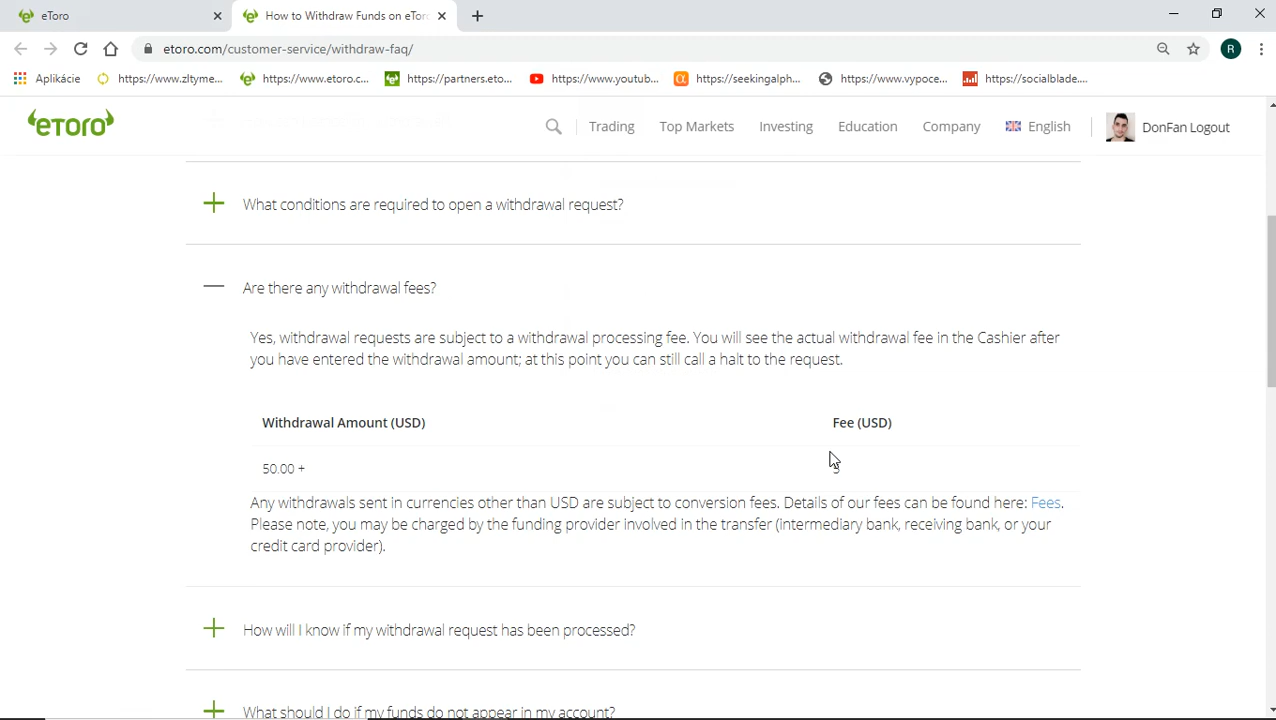 eToro
How to Withdraw Funds on eToro
etoro.com/customer-service/withdraw-faq/
R
Aplikácie
https://www.zltyme...
https://www.etoro.c...
https://partners.eto...
https://www.youtub...
https://seekingalph...
https://www.vypoce...
https://socialblade....
eToro
Trading
Top Markets
Investing
Education
Company
English
DonFan Logout
What conditions are required to open a withdrawal request?
Are there any withdrawal fees?
Yes, withdrawal requests are subject to a withdrawal processing fee. You will see the actual withdrawal fee in the Cashier after
you have entered the withdrawal amount; at this point you can still call a halt to the request.
Withdrawal Amount (USD)
Fee (USD)
50.00 +
Any withdrawals sent in currencies other than USD are subject to conversion fees. Details of our fees can be found here: Fees.
Please note, you may be charged by the funding provider involved in the transfer (intermediary bank, receiving bank, or your
credit card provider).
How will I know if my withdrawal request has been processed?
What should I do if my funds do not appear in my account?